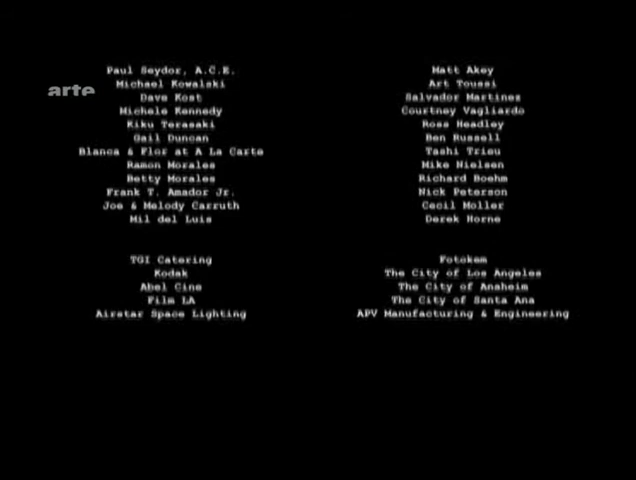 arte
Paul Seydor, A.C.E.
Michael Kowalski
Dave Kost
Michele Kennedy
Kiku Terasaki
Gail Duncan
Blanca & Flor at A La Carte
Ramon Morales
Betty Morales
Frank T. Amador Jr.
Joe & Melody Carruth
Mil del Luis
TGI Catering
Kodak
Abel Cine
Film LA
Airstar Space Lighting
Matt Akey
Art Toussi
Salvador Martinez
Courtney Vagliardo
Ross Headley
Ben Russell
Tashi Trieu
Mike Nielsen
Richard Boehm
Nick Peterson
Cecil Moller
Derek Horne
Fotokem
The City of Los Angeles
The City of Anaheim
The City of Santa Ana
APV Manufacturing & Engineering